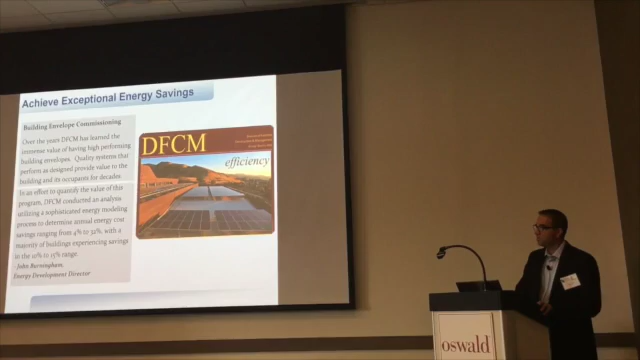 Achieve Exceptional Energy Savings
Building Envelope Commissioning
Over the years DFCM has learned the
immense value of having high performing
building envelopes. Quality systems that
perform as designed provide value to the
building and its occupants for decades
In an effort to quantify the value of this
program, DFCM conducted an analysis
utilizing a sophisticated energy modeling
process to determine annual energy cost
savings ranging from 4% to 32%, with a
majority of buildings experiencing savings
in the 10% to 15% range.
- John Burningham,
Energy Development Director
DFCM
efficiency
oswald